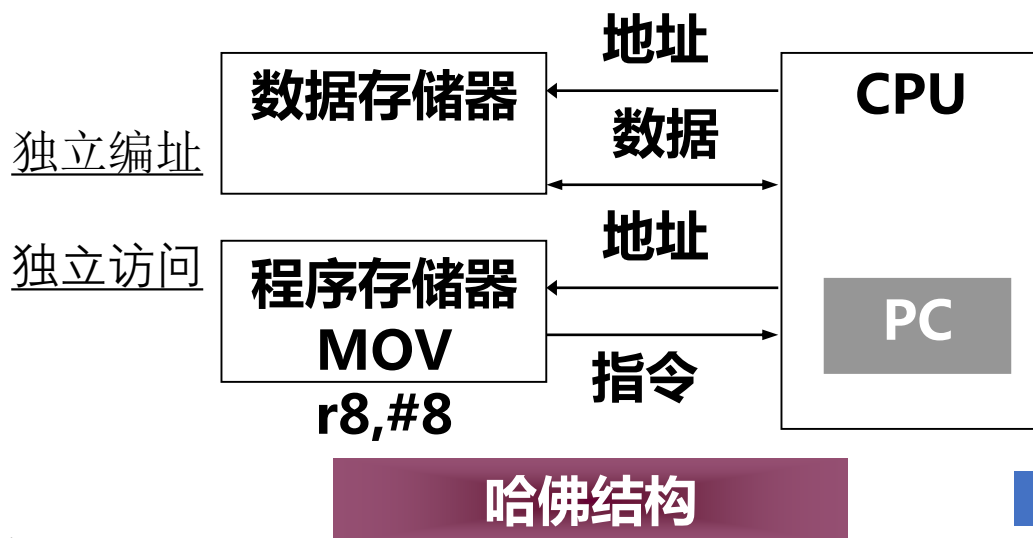 地址
数据存储器
CPU
数据
独立编址
地址
独立访问
程序存储器
PC
MOV
指令
r8,#8
哈佛结构